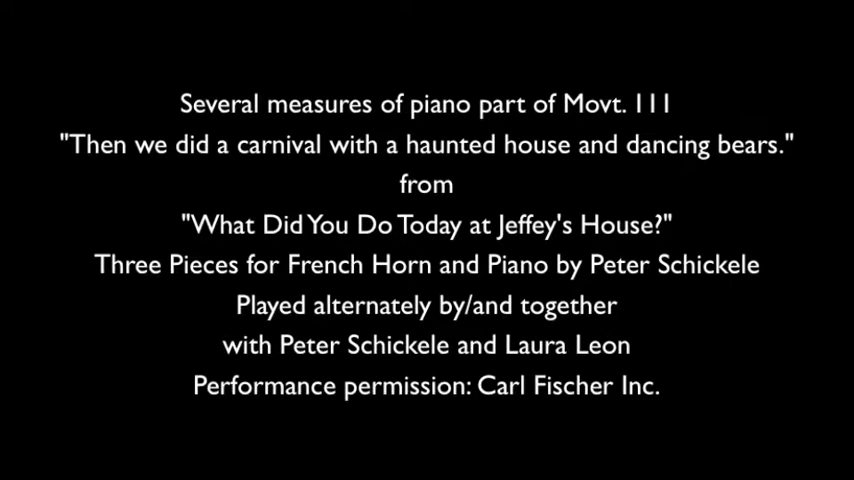 Several measures of piano part of Movt. 111
"Then we did a carnival with a haunted house and dancing bears."
from
"What Did You Do Today at Jeffey's House?"
Three Pieces for French Horn and Piano by Peter Schickele
Played alternately by/and together
with Peter Schickele and Laura Leon
Performance permission: Carl Fischer Inc.